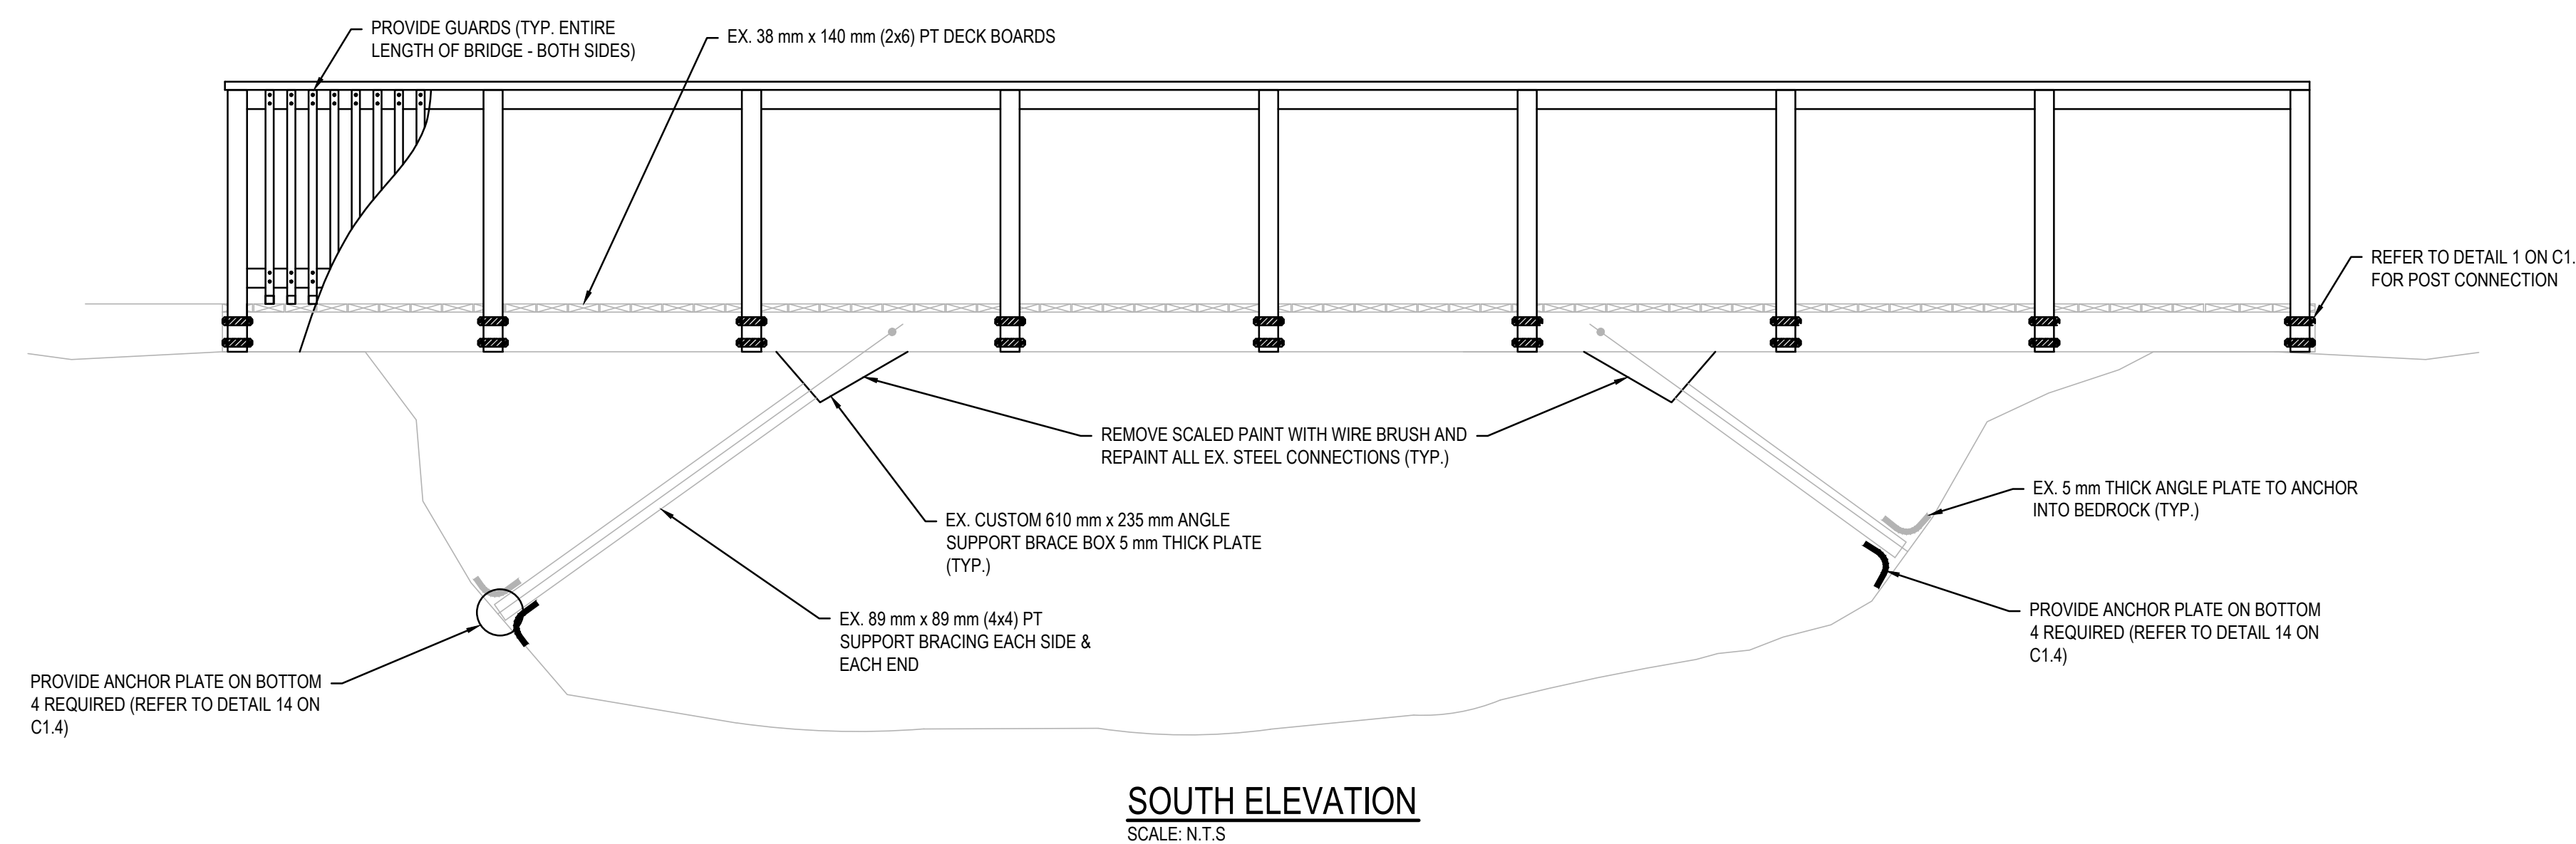 PROVIDE GUARDS (TYP. ENTIRE
LENGTH OF BRIDGE - BOTH SIDES)
EX. 38 mm x 140 mm (2x6) PT DECK BOARDS
REFER TO DETAIL 1 ON C1.
FOR POST CONNECTION
REMOVE SCALED PAINT WITH WIRE BRUSH AND
REPAINT ALL EX. STEEL CONNECTIONS (TYP.)
EX. 5 mm THICK ANGLE PLATE TO ANCHOR
INTO BEDROCK (TYP.)
EX. CUSTOM 610 mm x 235 mm ANGLE
SUPPORT BRACE BOX 5 mm THICK PLATE
(TYP.)
EX. 89 mm x 89 mm (4x4) PT
SUPPORT BRACING EACH SIDE &
EACH END
PROVIDE ANCHOR PLATE ON BOTTOM
4 REQUIRED (REFER TO DETAIL 14 ON
C1.4)
PROVIDE ANCHOR PLATE ON BOTTOM
4 REQUIRED (REFER TO DETAIL 14 ON
C1.4)
SOUTH ELEVATION
SCALE: N.T.S